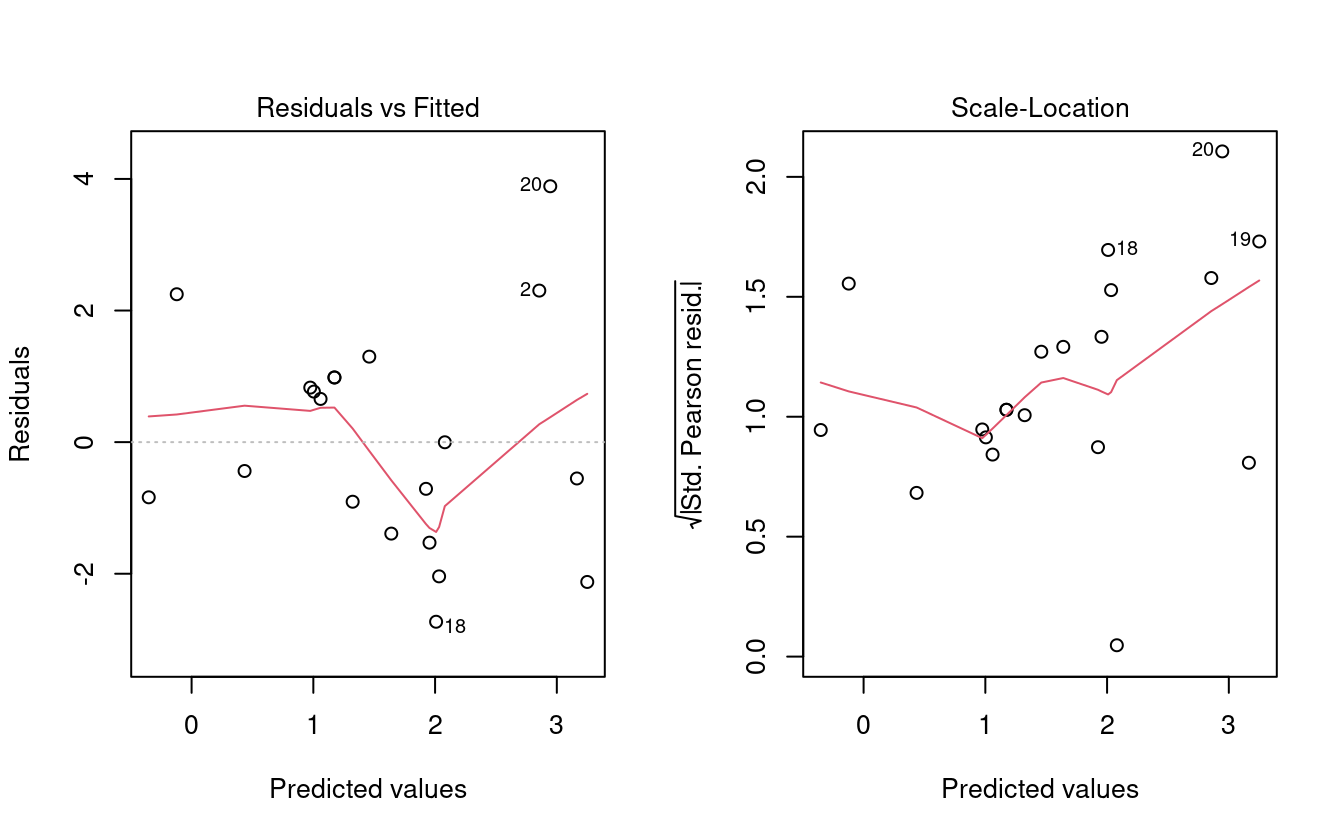 Residuals vs Fitted
Residuals
4
2
0
-2
20
2
18
0 1 2 3
Predicted values
Scale-Location
√|Std. Pearson resid.|
2.0
1.5
1.0
0.5
0.0
20
18
19
0 1 2 3
Predicted values